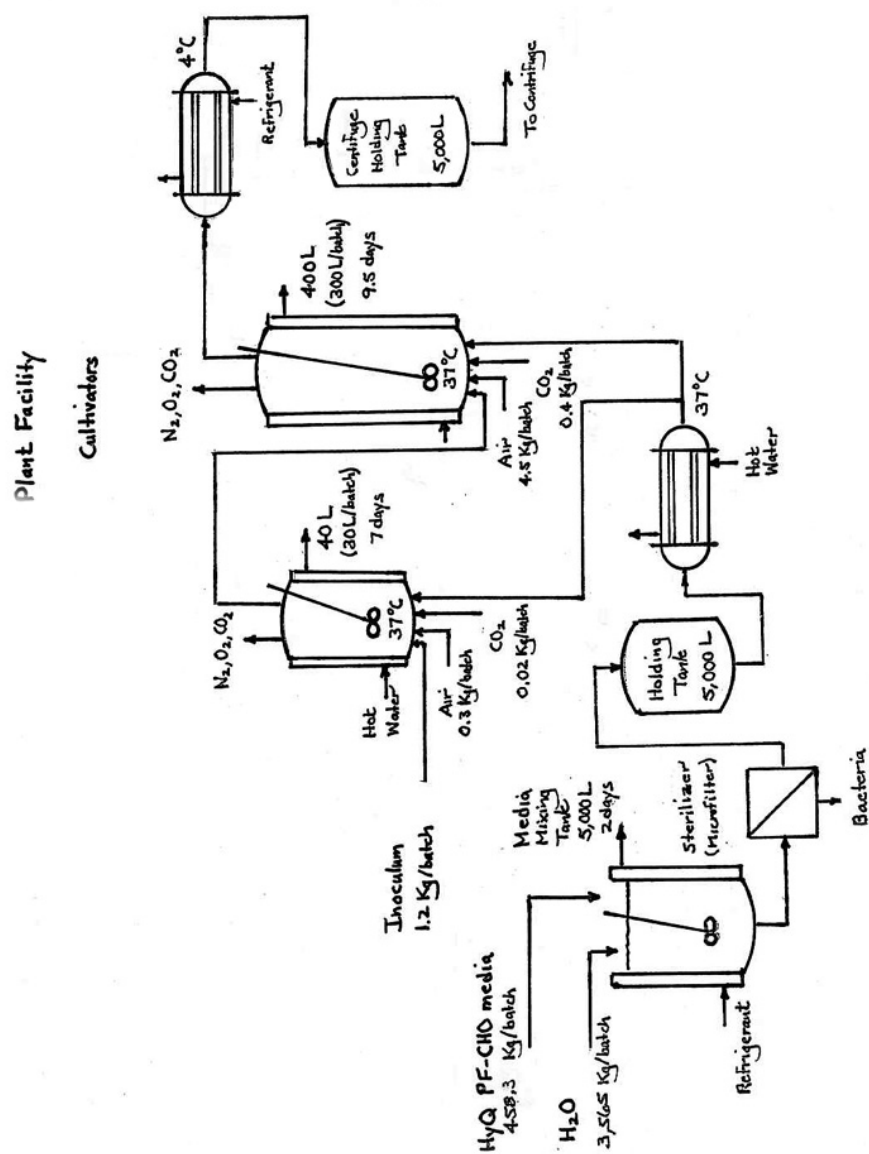 Plant Facility
Cultivators
HyQ PF-CHO media
458.3 Kg/batch
H₂O
3,565 Kg/batch
Refrigerant
Media
Mixing
Tank
5,000 L
2 days
Sterilizer
(Microfilter)
Bacteria
Holding
Tank
5,000 L
Hot
Water
37°C
Inoculum
1.2 Kg/batch
Hot
Water
Air
0.3 Kg/batch
CO₂
0.02 Kg/batch
37°C
N₂, O₂, CO₂
40 L
(30L/batch)
7 days
N₂, O₂, CO₂
37°C
Air
4.5 Kg/batch
CO₂
0.4 Kg/batch
400L
(300L/batch)
9.5 days
4°C
Refrigerant
Centifuge
Holding
Tank
5,000L
To Centrifuge